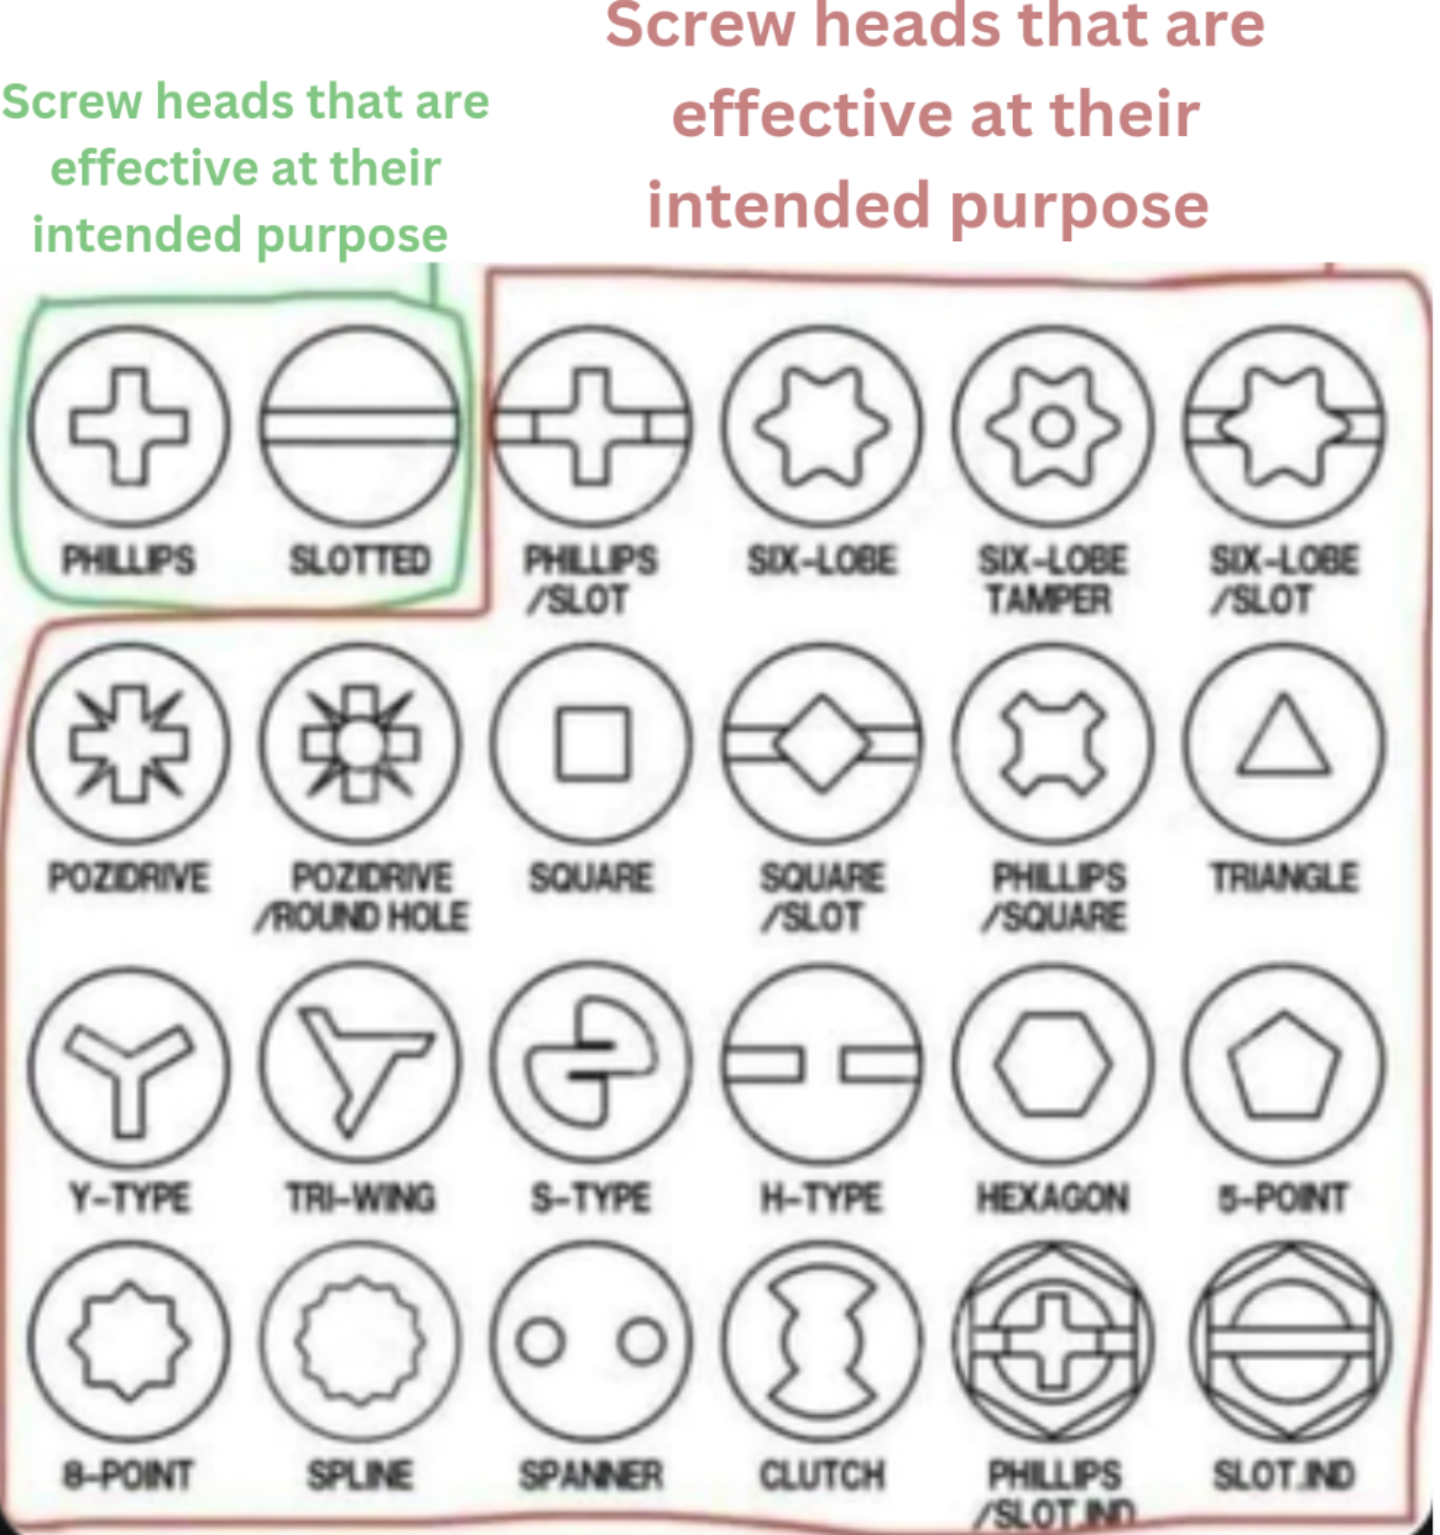 Screw heads that are
effective at their
intended purpose
Screw heads that are
effective at their
intended purpose
PHILLIPS
SLOTTED
PHILLIPS
/SLOT
SIX-LOBE
SIX-LOBE
TAMPER
SIX-LOBE
/SLOT
POZIDRIVE
POZIDRIVE
/ROUND HOLE
SQUARE
SQUARE
/SLOT
PHILLIPS
/SQUARE
TRIANGLE
Y-TYPE
TRI-WING
S-TYPE
H-TYPE
HEXAGON
5-POINT
8-POINT
SPLINE
SPANNER
CLUTCH
PHILLIPS
/SLOT.IND
SLOT.IND